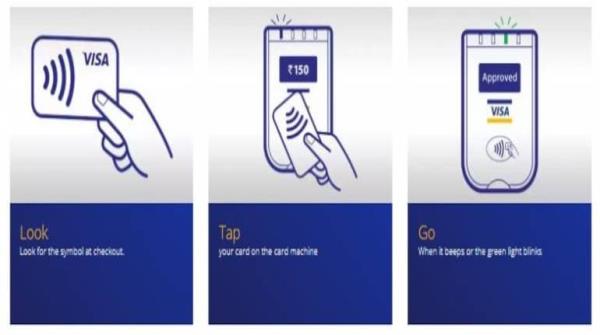 VISA
Look
Look for the symbol at checkout.
₹150
Tap
your card on the card machine
Approved
VISA
Go
When it beeps or the green light blinks